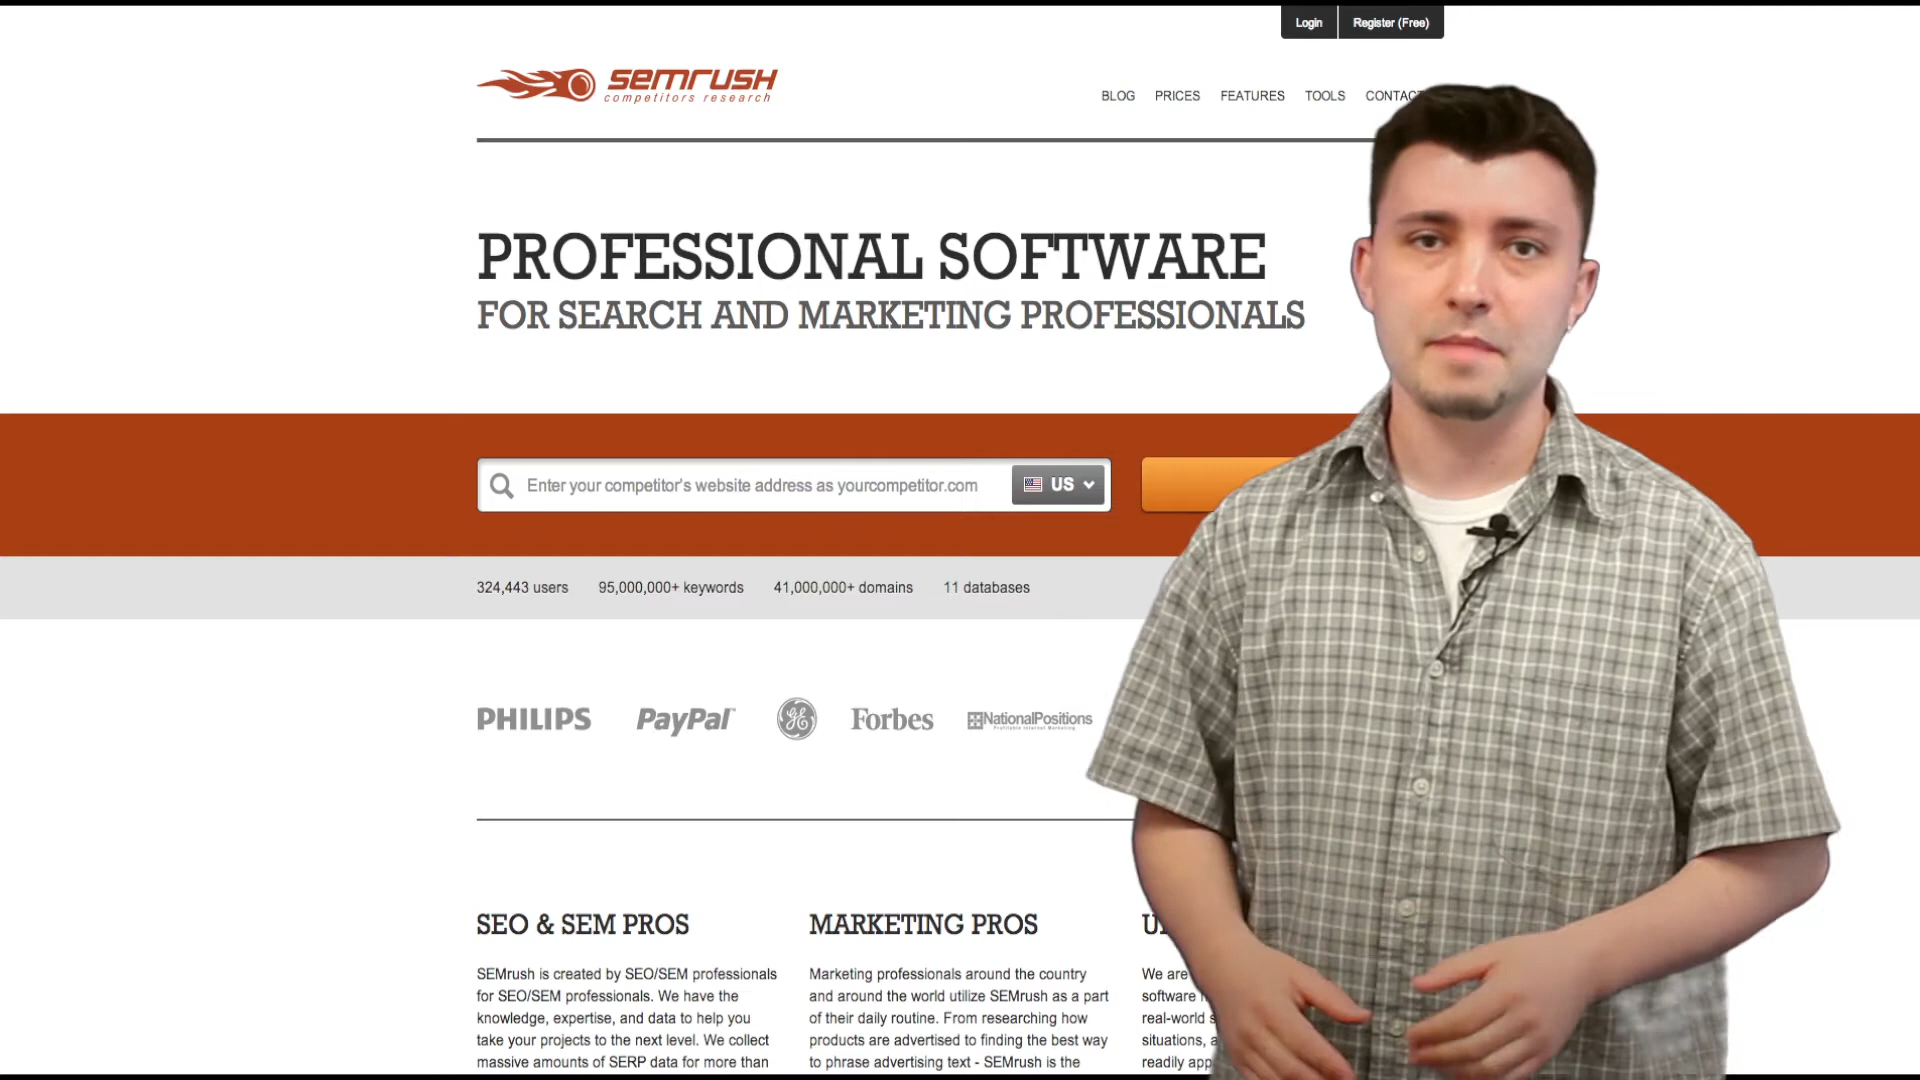 Login
Register (Free)
semrush
competitors research
BLOG
PRICES
FEATURES
TOOLS
CONTACT
PROFESSIONAL SOFTWARE
FOR SEARCH AND MARKETING PROFESSIONALS
Enter your competitor's website address as yourcompetitor.com
US
324,443 users
95,000,000+ keywords
41,000,000+ domains
11 databases
PHILIPS
PayPal
GE
Forbes
NationalPositions
Profitable Internet Marketing
SEO & SEM PROS
SEMrush is created by SEO/SEM professionals
for SEO/SEM professionals. We have the
knowledge, expertise, and data to help you
take your projects to the next level. We collect
massive amounts of SERP data for more than
MARKETING PROS
Marketing professionals around the country
and around the world utilize SEMrush as a part
of their daily routine. From researching how
products are advertised to finding the best way
to phrase advertising text - SEMrush is the
We are
software
real-world
situations,
readily